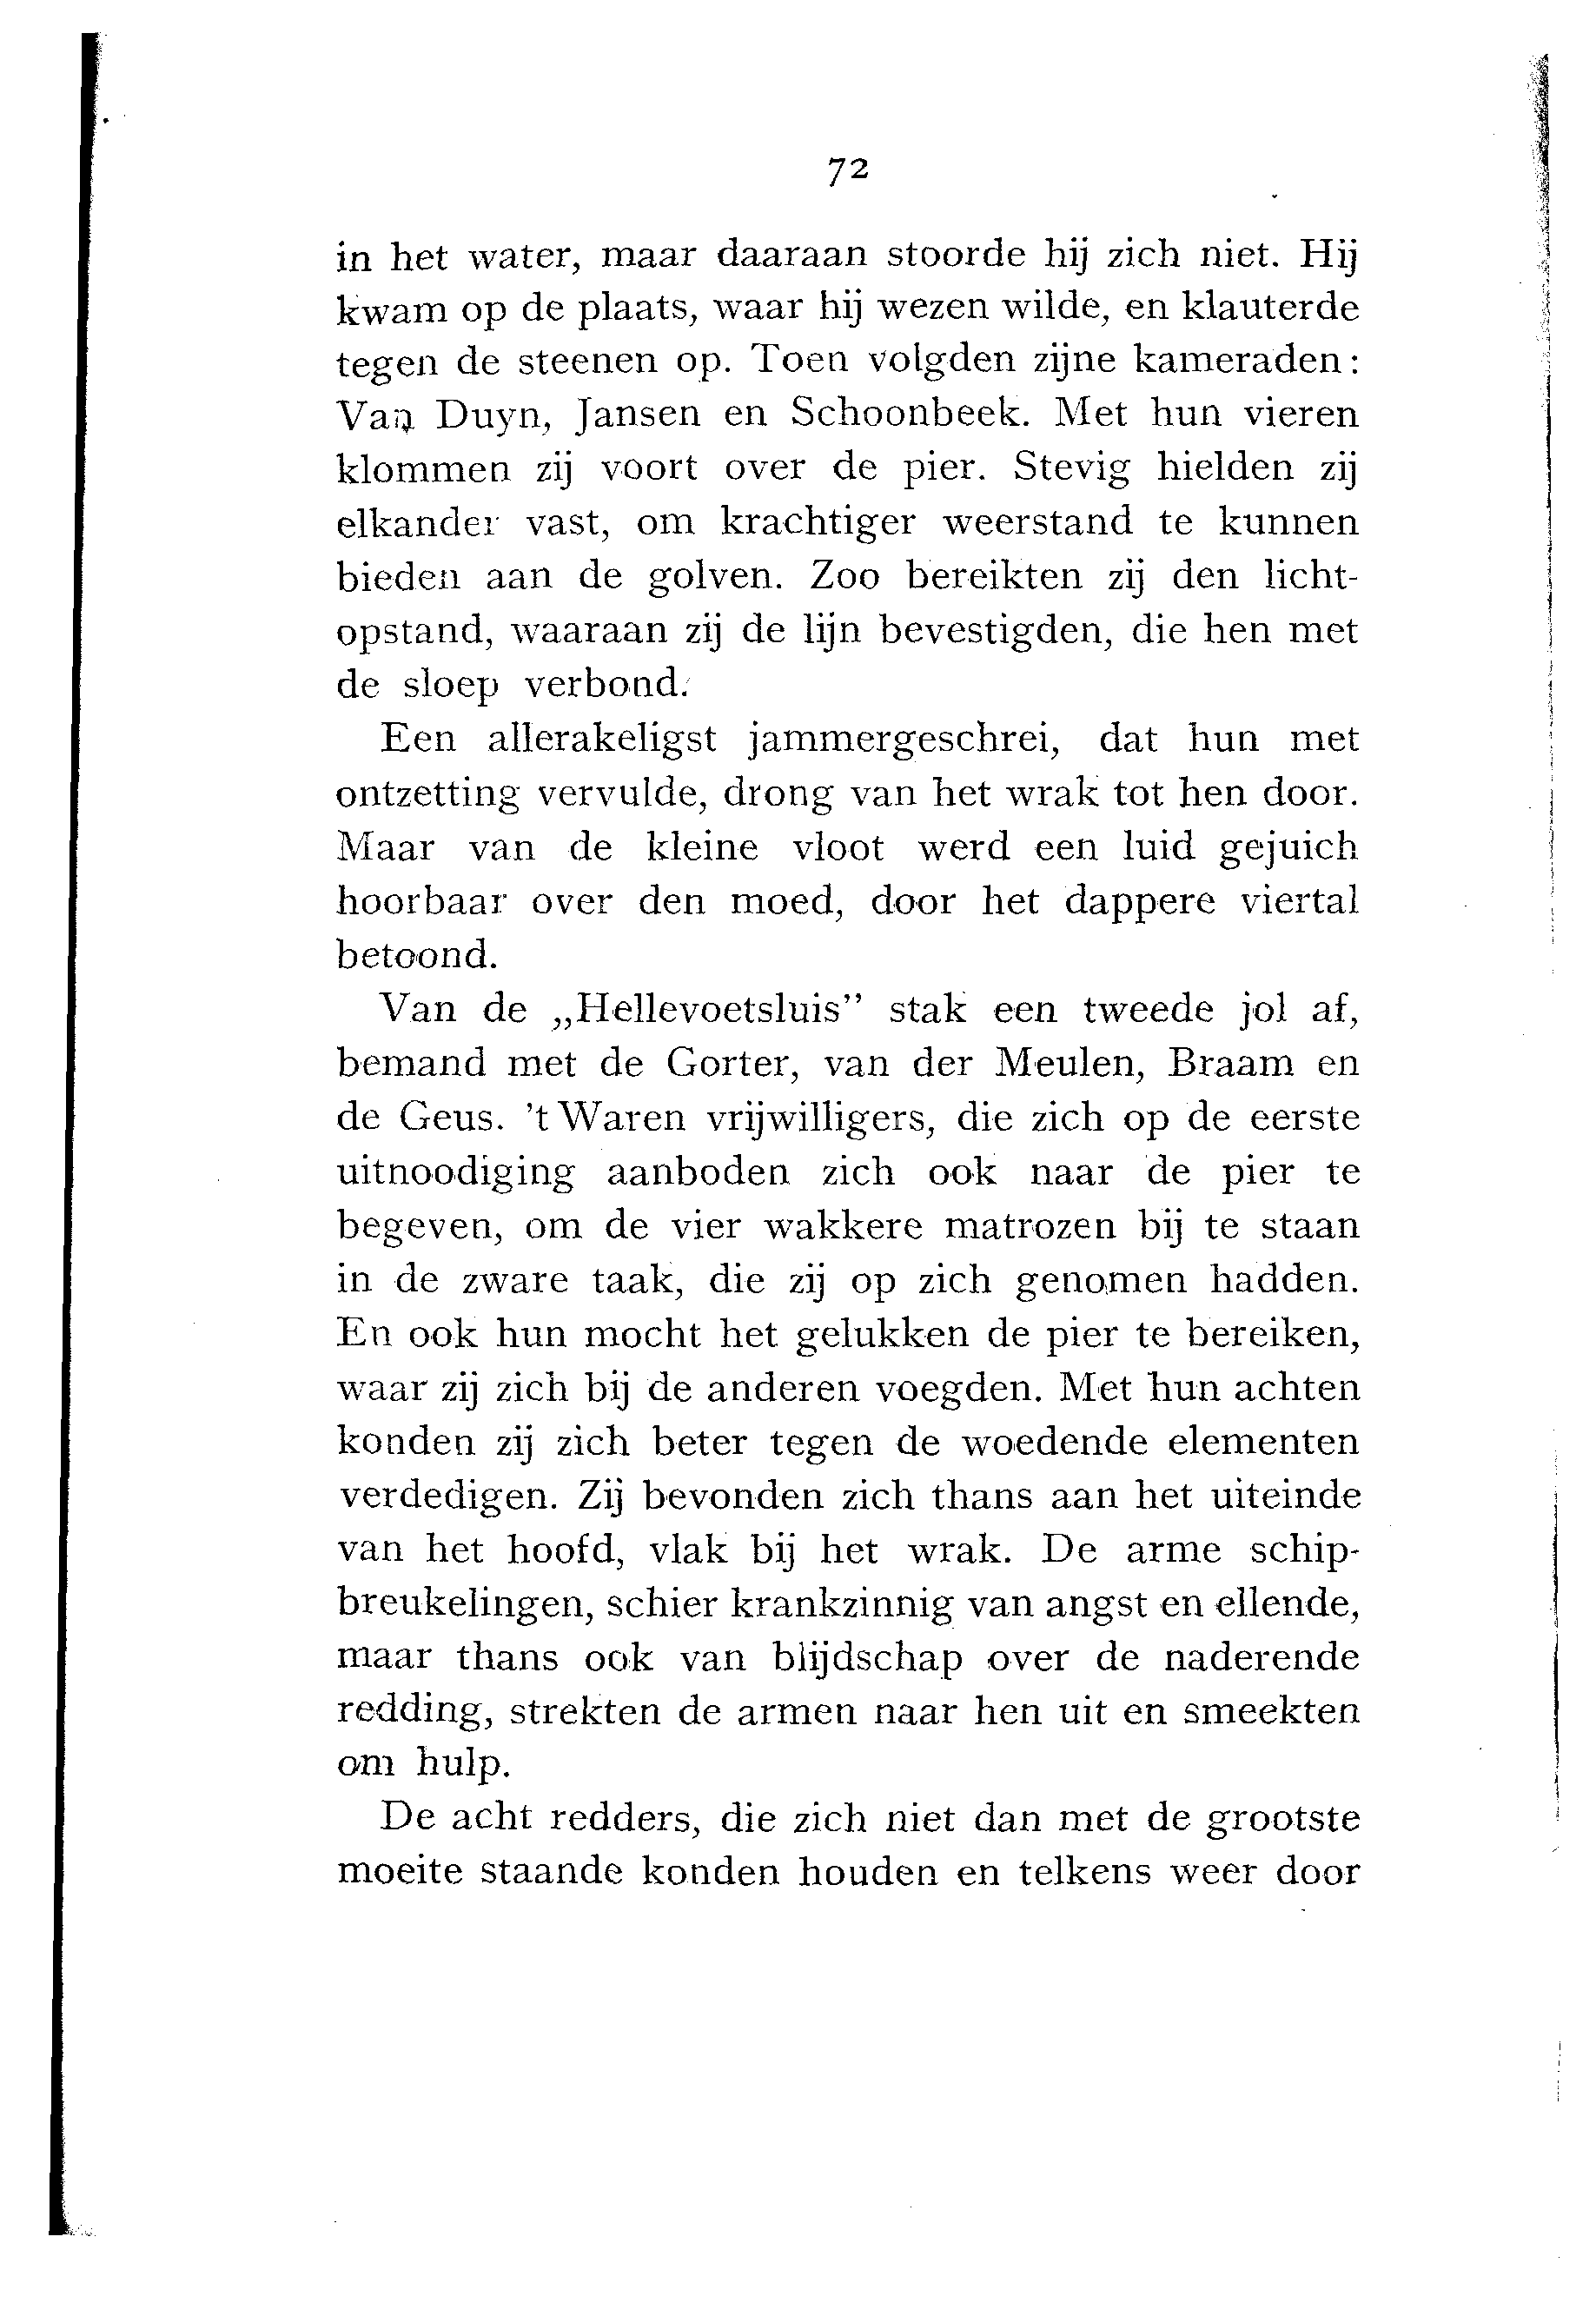 72
in het water, maar daaraan stoorde hij zich niet. Hij
kwam op de plaats, waar hij wezen wilde, en klauterde
tegen de steenen op. Toen volgden zijne kameraden:
Van Duyn, Jansen en Schoonbeek. Met hun vieren
klommen zij voort over de pier. Stevig hielden zij
elkander vast, om krachtiger weerstand te kunnen
bieden aan de golven. Zoo bereikten zij den licht-
opstand, waaraan zij de lijn bevestigden, die hen met
de sloep verbond.
Een allerakeligst jammergeschrei, dat hun met
ontzetting vervulde, drong van het wrak tot hen door.
Maar van de kleine vloot werd een luid gejuich
hoorbaar over den moed, door het dappere viertal
betoond.
Van de „Hellevoetsluis” stak een tweede jol af,
bemand met de Gorter, van der Meulen, Braam en
de Geus. ’t Waren vrijwilligers, die zich op de eerste
uitnoodiging aanboden zich ook naar de pier te
begeven, om de vier wakkere matrozen bij te staan
in de zware taak, die zij op zich genomen hadden.
En ook hun mocht het gelukken de pier te bereiken,
waar zij zich bij de anderen voegden. Met hun achten
konden zij zich beter tegen de woedende elementen
verdedigen. Zij bevonden zich thans aan het uiteinde
van het hoofd, vlak bij het wrak. De arme schip-
breukelingen, schier krankzinnig van angst en ellende,
maar thans ook van blijdschap over de naderende
redding, strekten de armen naar hen uit en smeekten
om hulp.
De acht redders, die zich niet dan met de grootste
moeite staande konden houden en telkens weer door